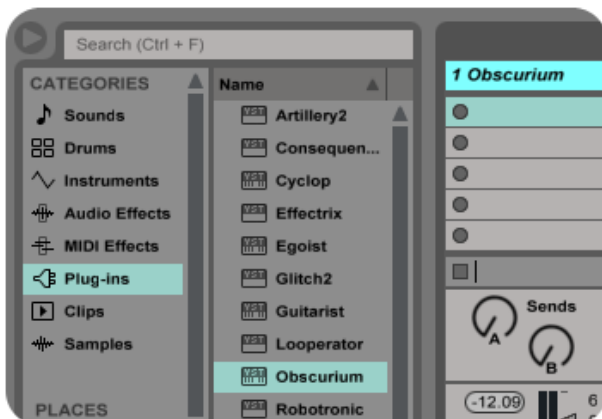 Search (Ctrl + F)
CATEGORIES
Sounds
Drums
Instruments
Audio Effects
MIDI Effects
Plug-ins
Clips
Samples
PLACES
Name
VST Artillery2
VST Consequen...
VST Cyclop
VST Effectrix
VST Egoist
VST Glitch2
VST Guitarist
VST Looperator
VST Obscurium
VST Robotronic
1 Obscurium
Sends
A
B
-12.09
6